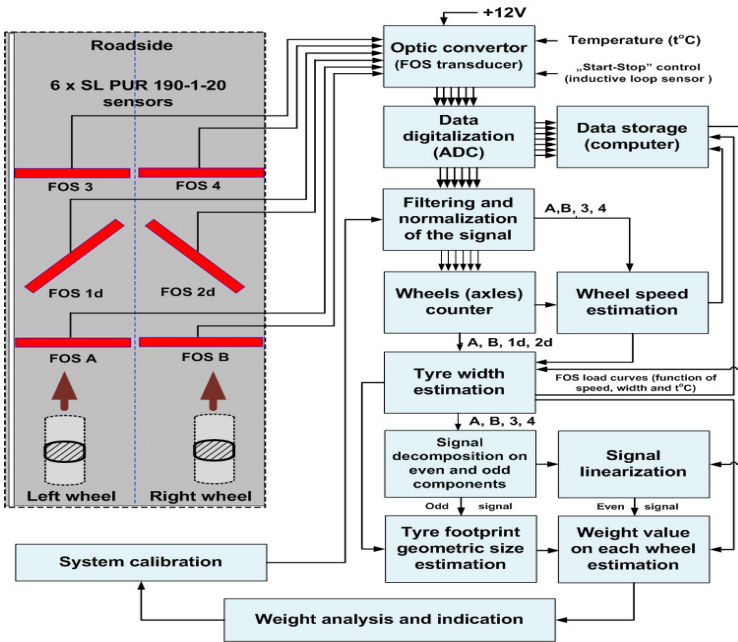 +12V
Roadside
6 x SL PUR 190-1-20
sensors
FOS 3
FOS 4
FOS 1d
FOS 2d
FOS A
FOS B
Left wheel
Right wheel
Optic convertor
(FOS transducer)
Temperature (t°C)
„Start-Stop" control
(inductive loop sensor )
Data
digitalization
(ADC)
Data storage
(computer)
Filtering and
normalization
of the signal
A,B, 3, 4
Wheels (axles)
counter
Wheel speed
estimation
A, B, 1d, 2d
Tyre width
estimation
FOS load curves (function of
speed, width and t°C)
A, B, 3, 4
Signal
decomposition on
even and odd
components
Signal
linearization
Odd signal
Even signal
Tyre footprint
geometric size
estimation
Weight value
on each wheel
estimation
System calibration
Weight analysis and indication